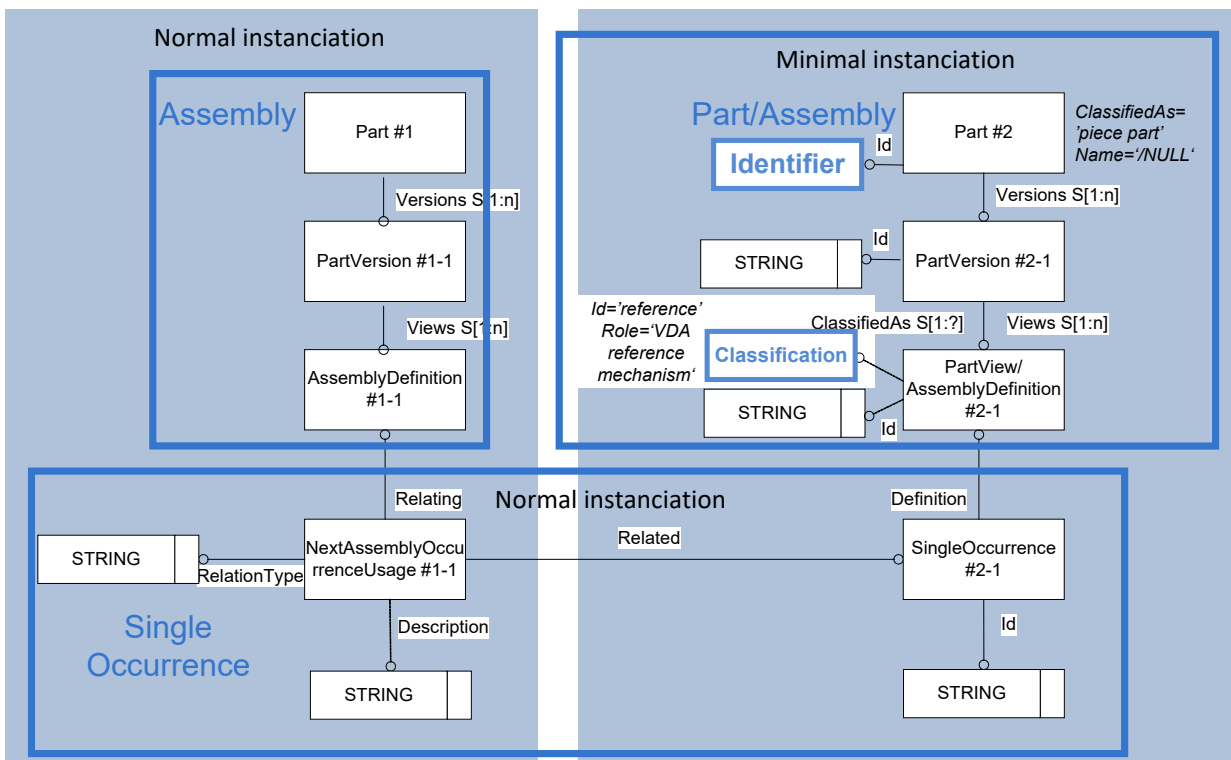 Normal instanciation
Assembly
Part #1
Versions S[1:n]
PartVersion #1-1
Views S[1:n]
AssemblyDefinition
#1-1
Minimal instanciation
Part/Assembly
Part #2
ClassifiedAs=
'piece part'
Name='/NULL'
Id
Identifier
Versions S[1:n]
Id
STRING
PartVersion #2-1
Id='reference'
Role='VDA
reference
mechanism'
ClassifiedAs S[1:?]
Views S[1:n]
Classification
PartView/
AssemblyDefinition
#2-1
STRING
Id
Normal instanciation
Relating
Definition
STRING
RelationType
NextAssemblyOccu
rrenceUsage #1-1
Related
SingleOccurrence
#2-1
Single
Occurrence
Description
Id
STRING
STRING